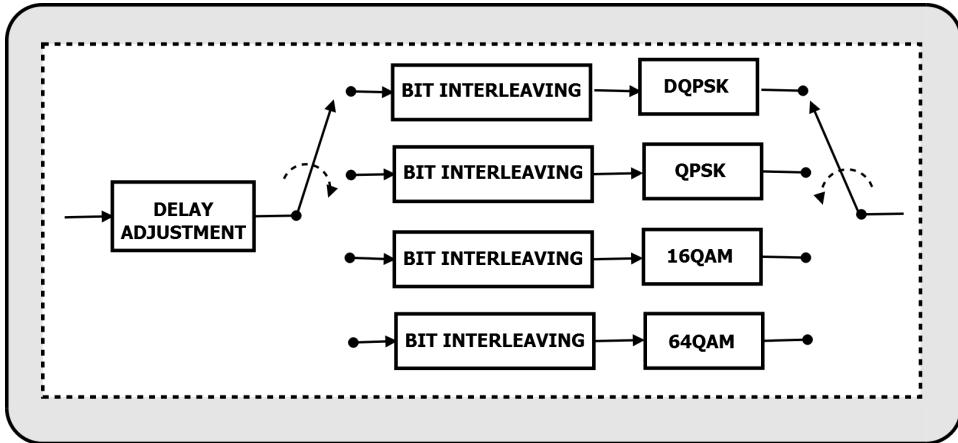 BIT INTERLEAVING
DQPSK
BIT INTERLEAVING
QPSK
DELAY
ADJUSTMENT
BIT INTERLEAVING
16QAM
BIT INTERLEAVING
64QAM